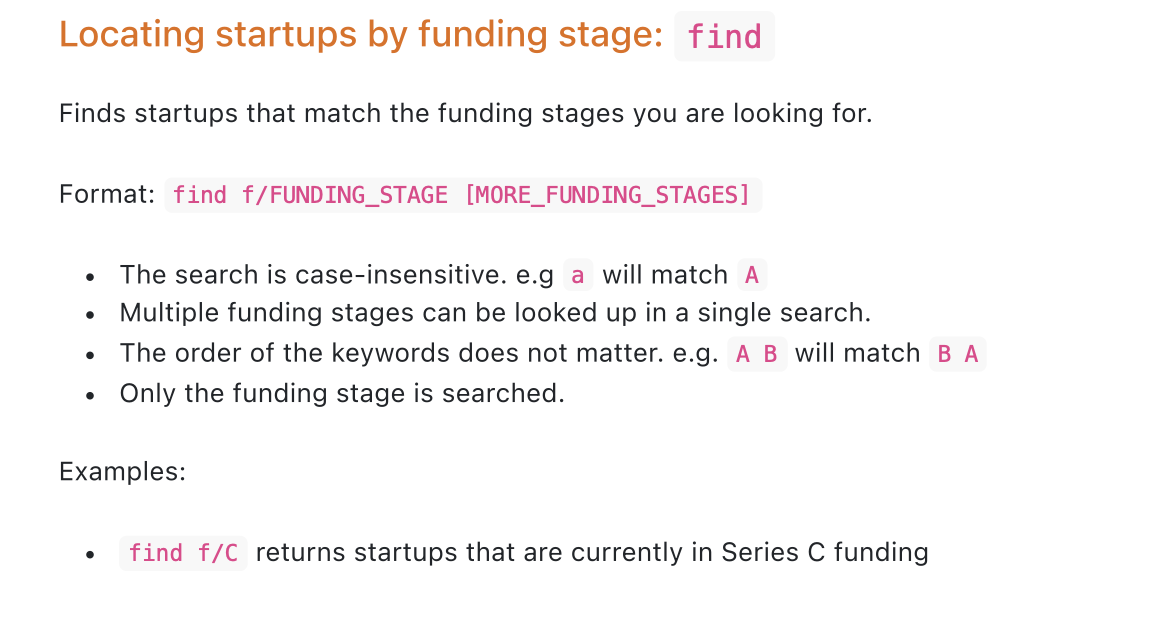 Locating startups by funding stage: find
Finds startups that match the funding stages you are looking for.
Format: find f/FUNDING_STAGE [MORE_FUNDING_STAGES]
• The search is case-insensitive. e.g a will match A
• Multiple funding stages can be looked up in a single search.
• The order of the keywords does not matter. e.g. A B will match B A
• Only the funding stage is searched.
Examples:
• find f/C returns startups that are currently in Series C funding